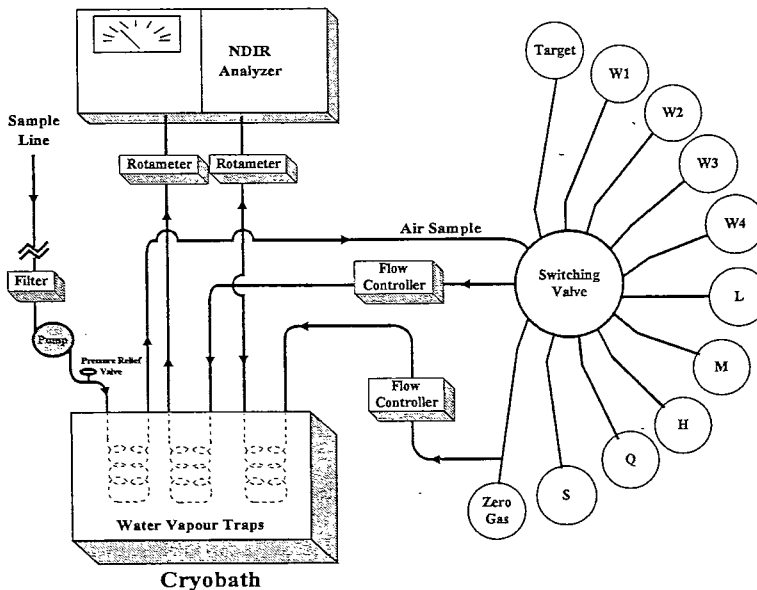 NDIR
Analyzer
Sample
Line
Rotameter
Rotameter
Filter
Pump
Pressure Relief
Valve
Air Sample
Flow
Controller
Flow
Controller
Switching
Valve
Target
W1
W2
W3
W4
L
M
H
Q
S
Zero
Gas
Water Vapour Traps
Cryobath